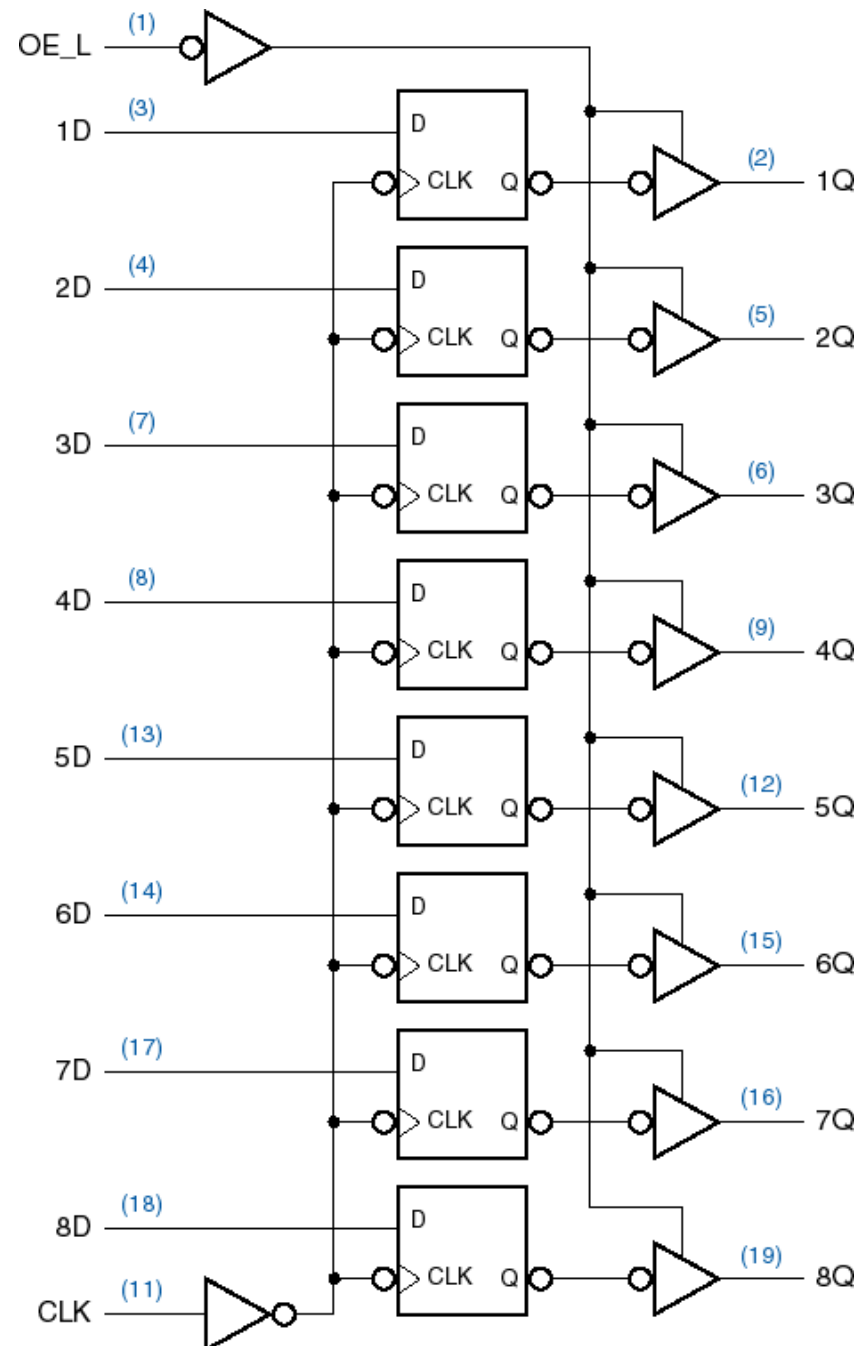 OE_L (1)
1D (3) D CLK Q (2) 1Q
2D (4) D CLK Q (5) 2Q
3D (7) D CLK Q (6) 3Q
4D (8) D CLK Q (9) 4Q
5D (13) D CLK Q (12) 5Q
6D (14) D CLK Q (15) 6Q
7D (17) D CLK Q (16) 7Q
8D (18) D CLK Q (19) 8Q
CLK (11)